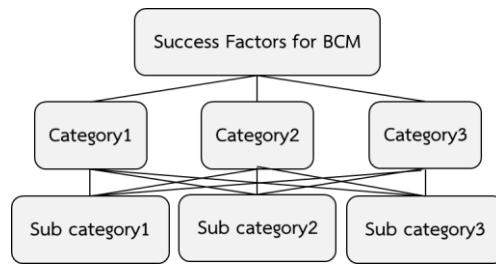 Success Factors for BCM
Category1
Category2
Category3
Sub category1
Sub category2
Sub category3